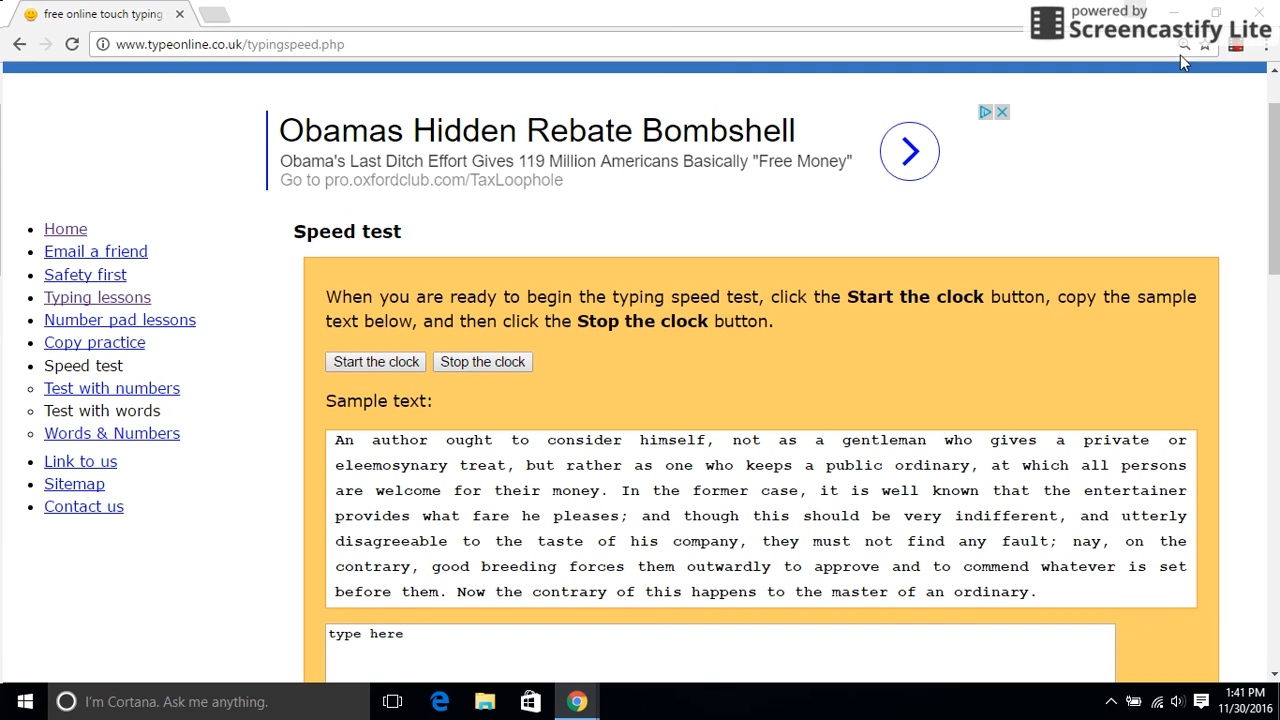 free online touch typing
powered by
Screencastify Lite
www.typeonline.co.uk/typingspeed.php
Obamas Hidden Rebate Bombshell
Obama's Last Ditch Effort Gives 119 Million Americans Basically "Free Money"
Go to pro.oxfordclub.com/TaxLoophole
Home
Email a friend
Safety first
Typing lessons
Number pad lessons
Copy practice
Speed test
Test with numbers
Test with words
Words & Numbers
Link to us
Sitemap
Contact us
Speed test
When you are ready to begin the typing speed test, click the Start the clock button, copy the sample
text below, and then click the Stop the clock button.
Start the clock Stop the clock
Sample text:
An author ought to consider himself, not as a gentleman who gives a private or
eleemosynary treat, but rather as one who keeps a public ordinary, at which all persons
are welcome for their money. In the former case, it is well known that the entertainer
provides what fare he pleases; and though this should be very indifferent, and utterly
disagreeable to the taste of his company, they must not find any fault; nay, on the
contrary, good breeding forces them outwardly to approve and to commend whatever is set
before them. Now the contrary of this happens to the master of an ordinary.
type here
I'm Cortana. Ask me anything.
1:41 PM
11/30/2016